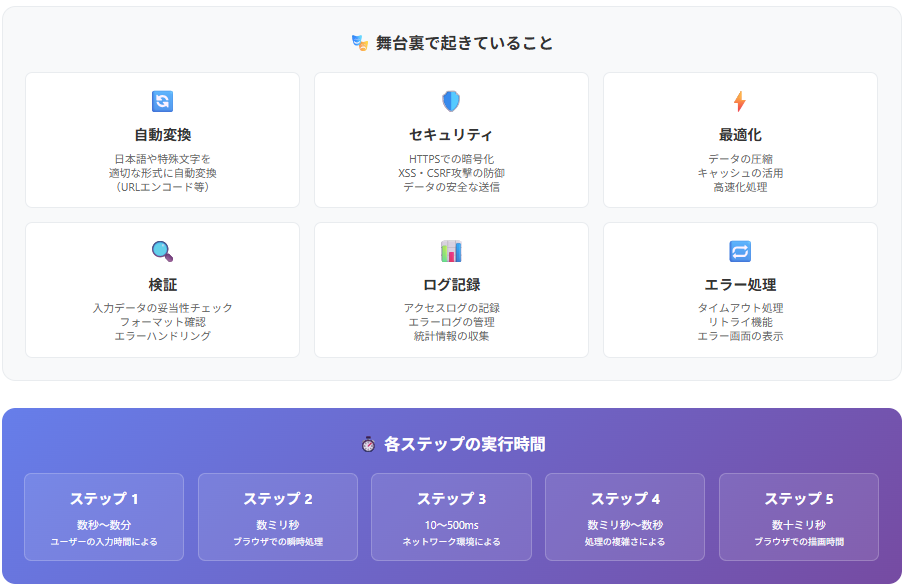 舞台裏で起きていること
自動変換
日本語や特殊文字を
適切な形式に自動変換
（URLエンコード等）
セキュリティ
HTTPSでの暗号化
XSS・CSRF攻撃の防御
データの安全な送信
最適化
データの圧縮
キャッシュの活用
高速化処理
検証
入力データの妥当性チェック
フォーマット確認
エラーハンドリング
ログ記録
アクセスログの記録
エラーログの管理
統計情報の収集
エラー処理
タイムアウト処理
リトライ機能
エラー画面の表示
各ステップの実行時間
ステップ 1
数秒～数分
ユーザーの入力時間による
ステップ 2
数ミリ秒
ブラウザでの瞬時処理
ステップ 3
10～500ms
ネットワーク環境による
ステップ 4
数ミリ秒～数秒
処理の複雑さによる
ステップ 5
数十ミリ秒
ブラウザでの描画時間